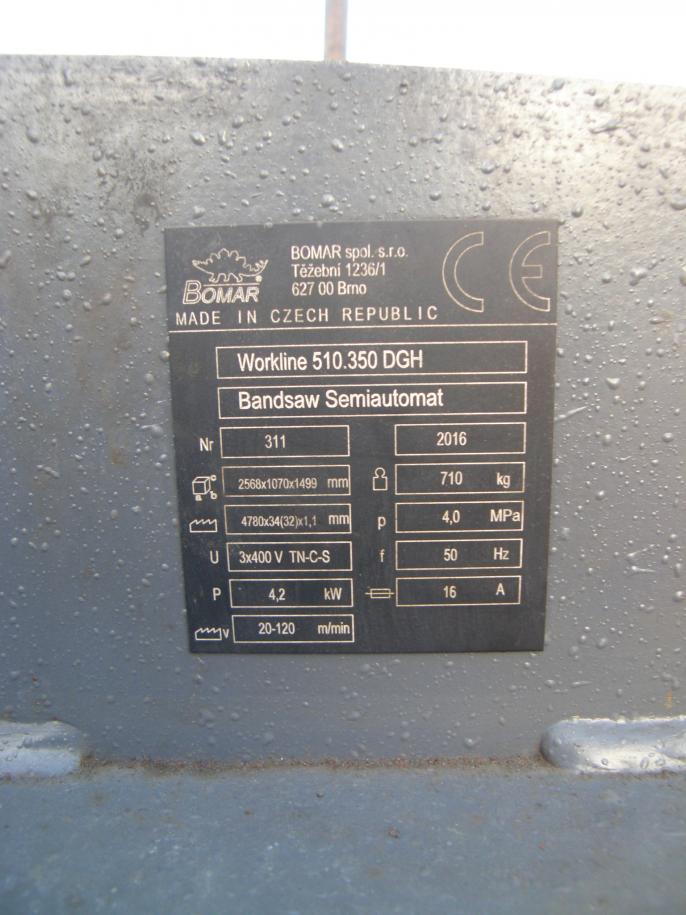 BOMAR
BOMAR spol. s.r.o.
Těžební 1236/1
627 00 Brno
CE
MADE IN CZECH REPUBLIC
Workline 510.350 DGH
Bandsaw Semiautomat
Nr 311 2016
a b c 2568x1070x1499 mm 710 kg
4780x34(32)x1,1 mm p 4,0 MPa
U 3x400 V TN-C-S f 50 Hz
P 4,2 kW 16 A
v 20-120 m/min